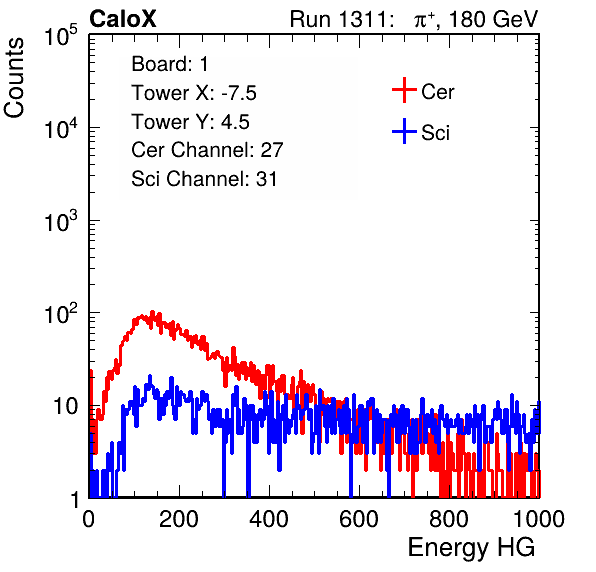 CaloX Run 1311: π⁺, 180 GeV
Counts
10⁵
10⁴
10³
10²
10
1
Board: 1
Tower X: -7.5
Tower Y: 4.5
Cer Channel: 27
Sci Channel: 31
Cer
Sci
0 200 400 600 800 1000
Energy HG